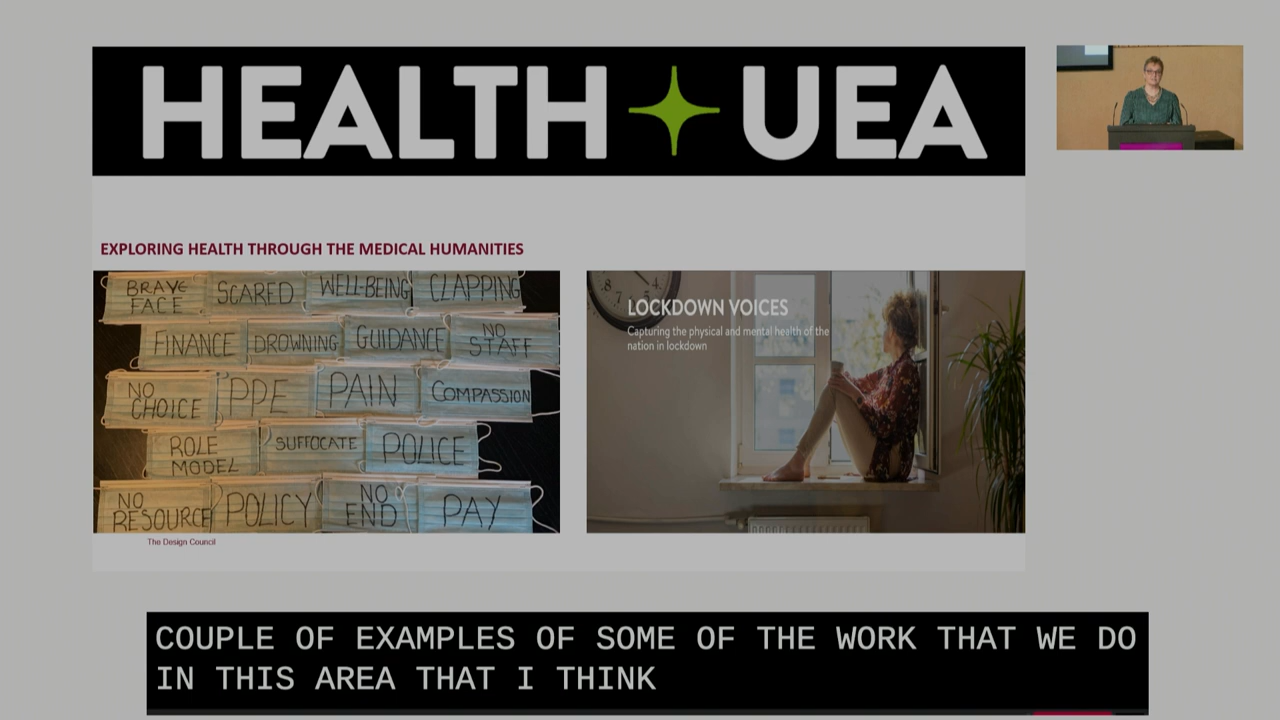 HEALTH UEA
EXPLORING HEALTH THROUGH THE MEDICAL HUMANITIES
BRAVE FACE
SCARED
WELL-BEING
CLAPPING
FINANCE
DROWNING
GUIDANCE
NO STAFF
NO CHOICE
PPE
PAIN
COMPASSION
ROLE MODEL
SUFFOCATE
POLICE
NO RESOURCE
POLICY
NO END
PAY
The Design Council
LOCKDOWN VOICES
Capturing the physical and mental health of the
nation in lockdown
COUPLE OF EXAMPLES OF SOME OF THE WORK THAT WE DO
IN THIS AREA THAT I THINK